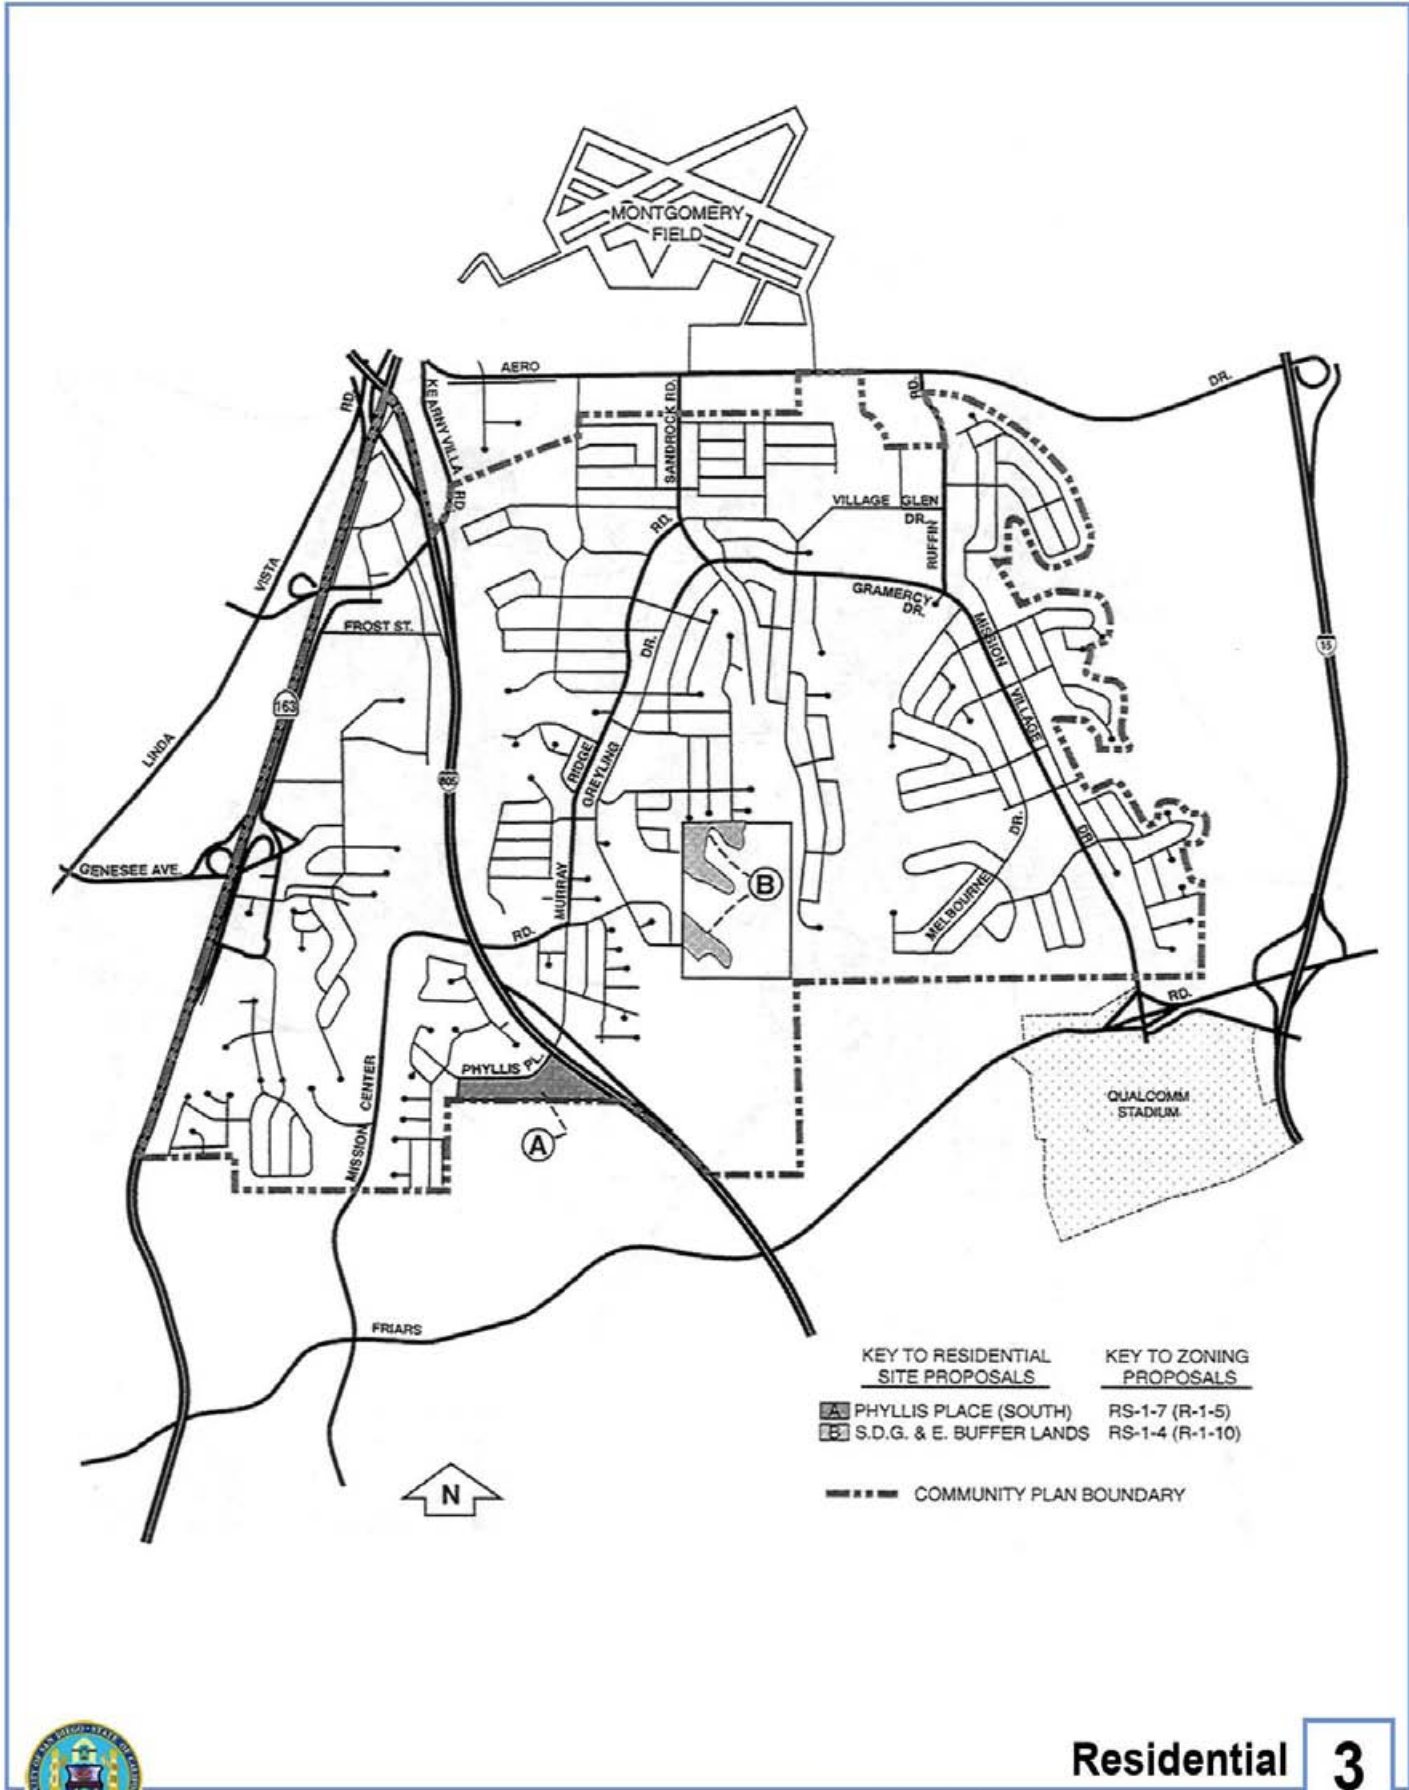 MONTGOMERY
FIELD
AERO
DR.
RD.
KEARNY VILLA
RD.
SANDROCK RD.
RD.
VILLAGE GLEN
DR.
RUFFIN
RD.
VISTA
GRAMERCY
DR.
FROST ST.
MISSION
DR.
15
163
VILLAGE
LINDA
RIDGE
GREYLING
805
DR.
DR.
GENESEE AVE.
B
MURRAY
MELBOURNE
RD.
RD.
PHYLLIS PL.
CENTER
QUALCOMM
STADIUM
A
MISSION
FRIARS
KEY TO RESIDENTIAL
SITE PROPOSALS
KEY TO ZONING
PROPOSALS
A PHYLLIS PLACE (SOUTH) RS-1-7 (R-1-5)
B S.D.G. & E. BUFFER LANDS RS-1-4 (R-1-10)
COMMUNITY PLAN BOUNDARY
N
Residential 3